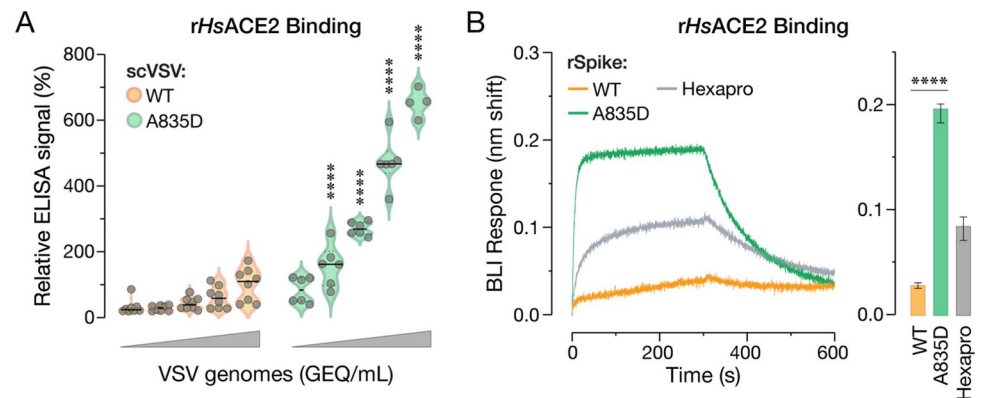 A
rHsACE2 Binding
Relative ELISA signal (%)
800
600
400
200
0
scVSV:
WT
A835D
****
****
****
****
VSV genomes (GEQ/mL)
B
rHsACE2 Binding
BLI Respone (nm shift)
0.3
0.2
0.1
0.0
rSpike:
WT
Hexapro
A835D
0
200
400
600
Time (s)
0.2
0.1
0.0
****
WT
A835D
Hexapro